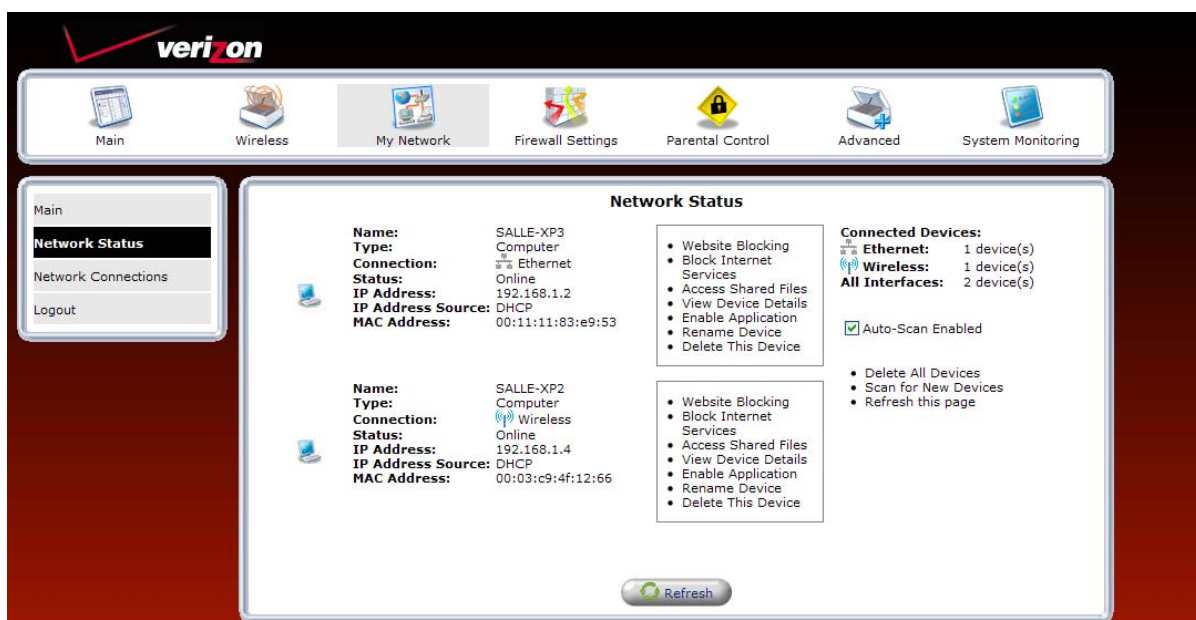 verizon
Main
Wireless
My Network
Firewall Settings
Parental Control
Advanced
System Monitoring
Main
Network Status
Network Connections
Logout
Network Status
Name: SALLE-XP3
Type: Computer
Connection: Ethernet
Status: Online
IP Address: 192.168.1.2
IP Address Source: DHCP
MAC Address: 00:11:11:83:e9:53
• Website Blocking
• Block Internet
Services
• Access Shared Files
• View Device Details
• Enable Application
• Rename Device
• Delete This Device
Name: SALLE-XP2
Type: Computer
Connection: Wireless
Status: Online
IP Address: 192.168.1.4
IP Address Source: DHCP
MAC Address: 00:03:c9:4f:12:66
• Website Blocking
• Block Internet
Services
• Access Shared Files
• View Device Details
• Enable Application
• Rename Device
• Delete This Device
Connected Devices:
Ethernet: 1 device(s)
Wireless: 1 device(s)
All Interfaces: 2 device(s)
Auto-Scan Enabled
• Delete All Devices
• Scan for New Devices
• Refresh this page
Refresh